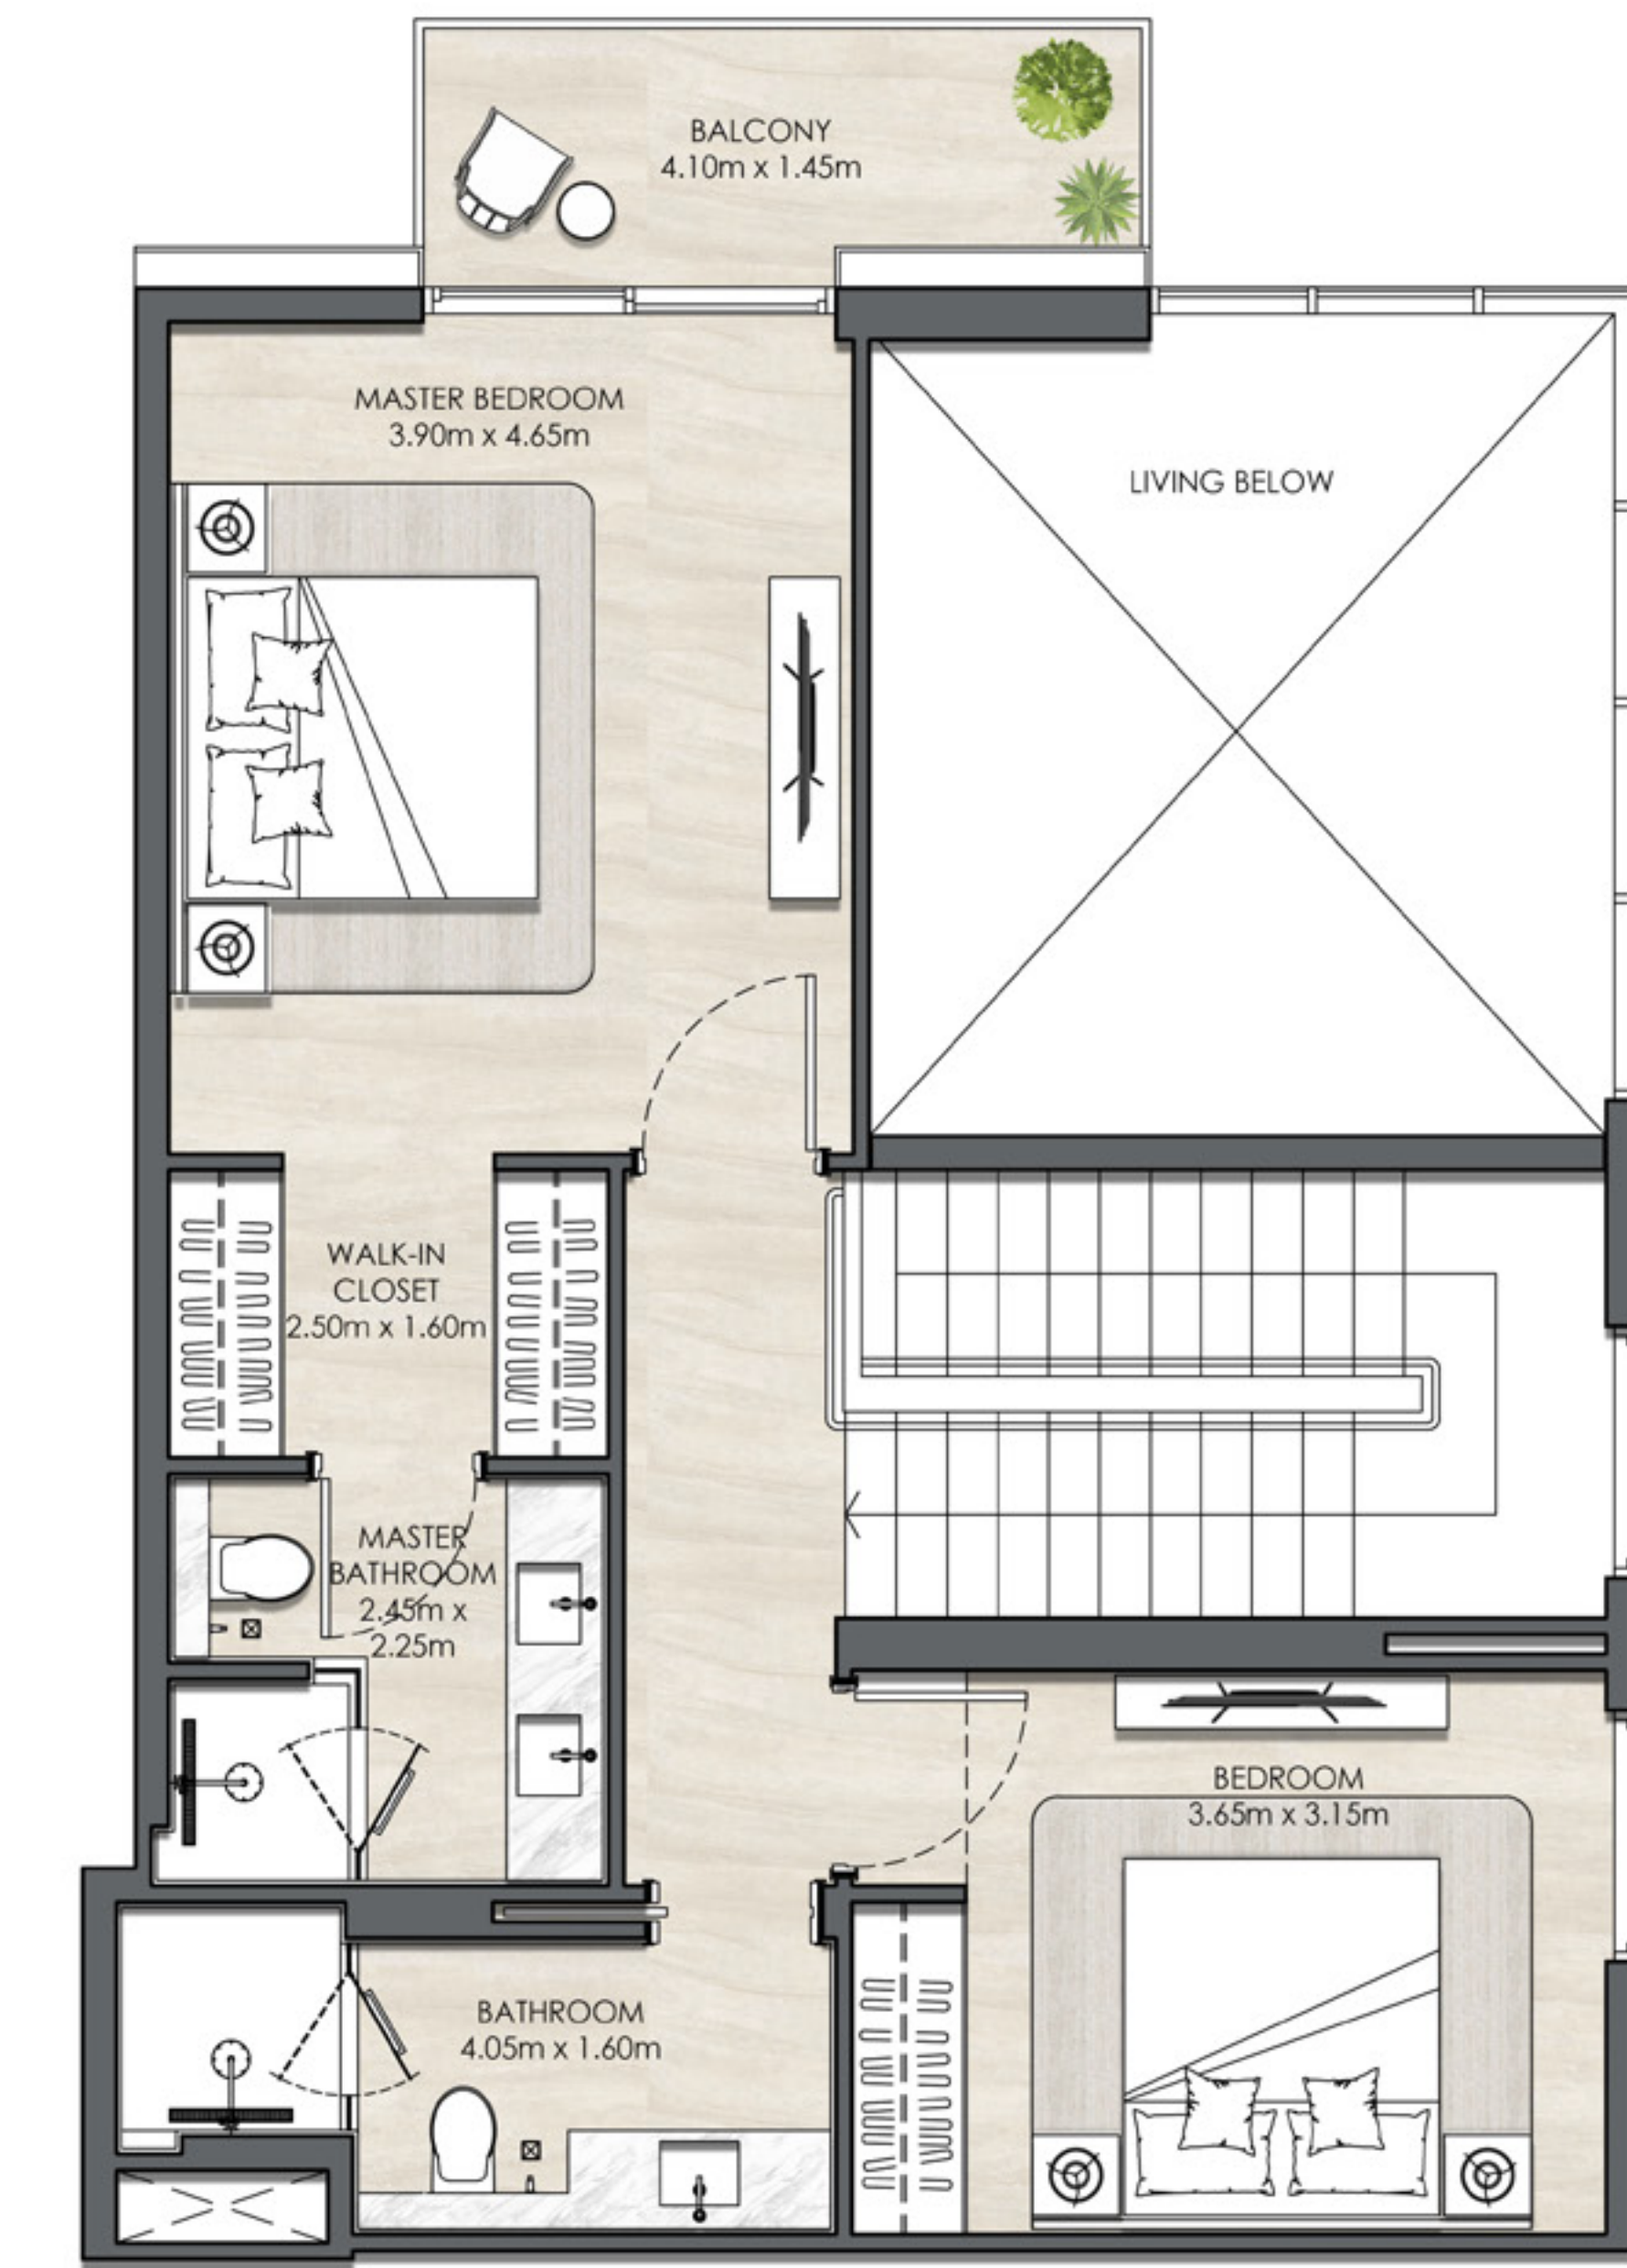 BALCONY
4.10m x 1.45m
MASTER BEDROOM
3.90m x 4.65m
LIVING BELOW
WALK-IN
CLOSET
2.50m x 1.60m
MASTER
BATHROOM
2.45m x
2.25m
BEDROOM
3.65m x 3.15m
BATHROOM
4.05m x 1.60m